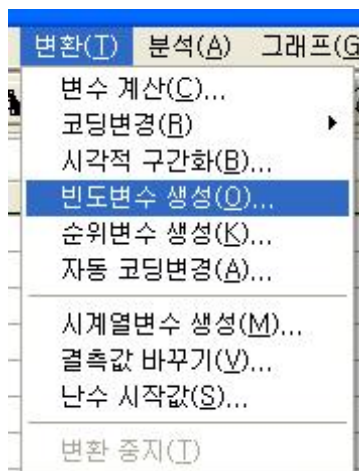 변환(T) 분석(A) 그래프(G
변수 계산(C)...
코딩변경(R)
시각적 구간화(B)...
빈도변수 생성(O)...
순위변수 생성(K)...
자동 코딩변경(A)...
시계열변수 생성(M)...
결측값 바꾸기(V)...
난수 시작값(S)...
변환 중지(T)